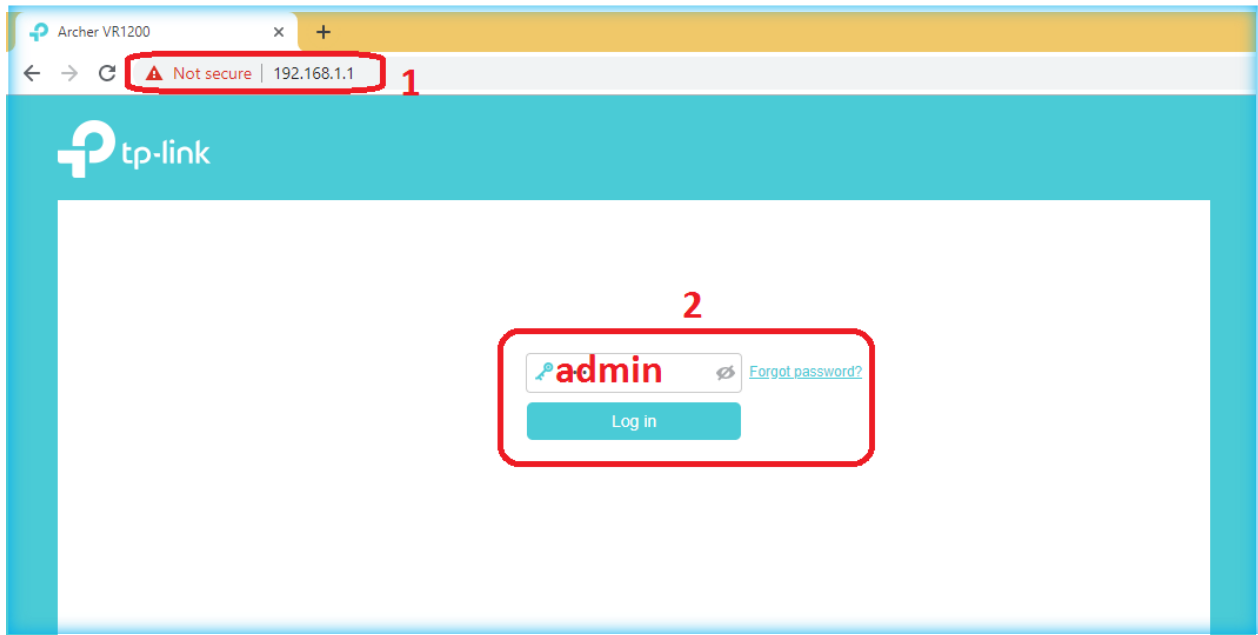 Archer VR1200
Not secure 192.168.1.1
1
tp-link
2
admin Forgot password?
Log in